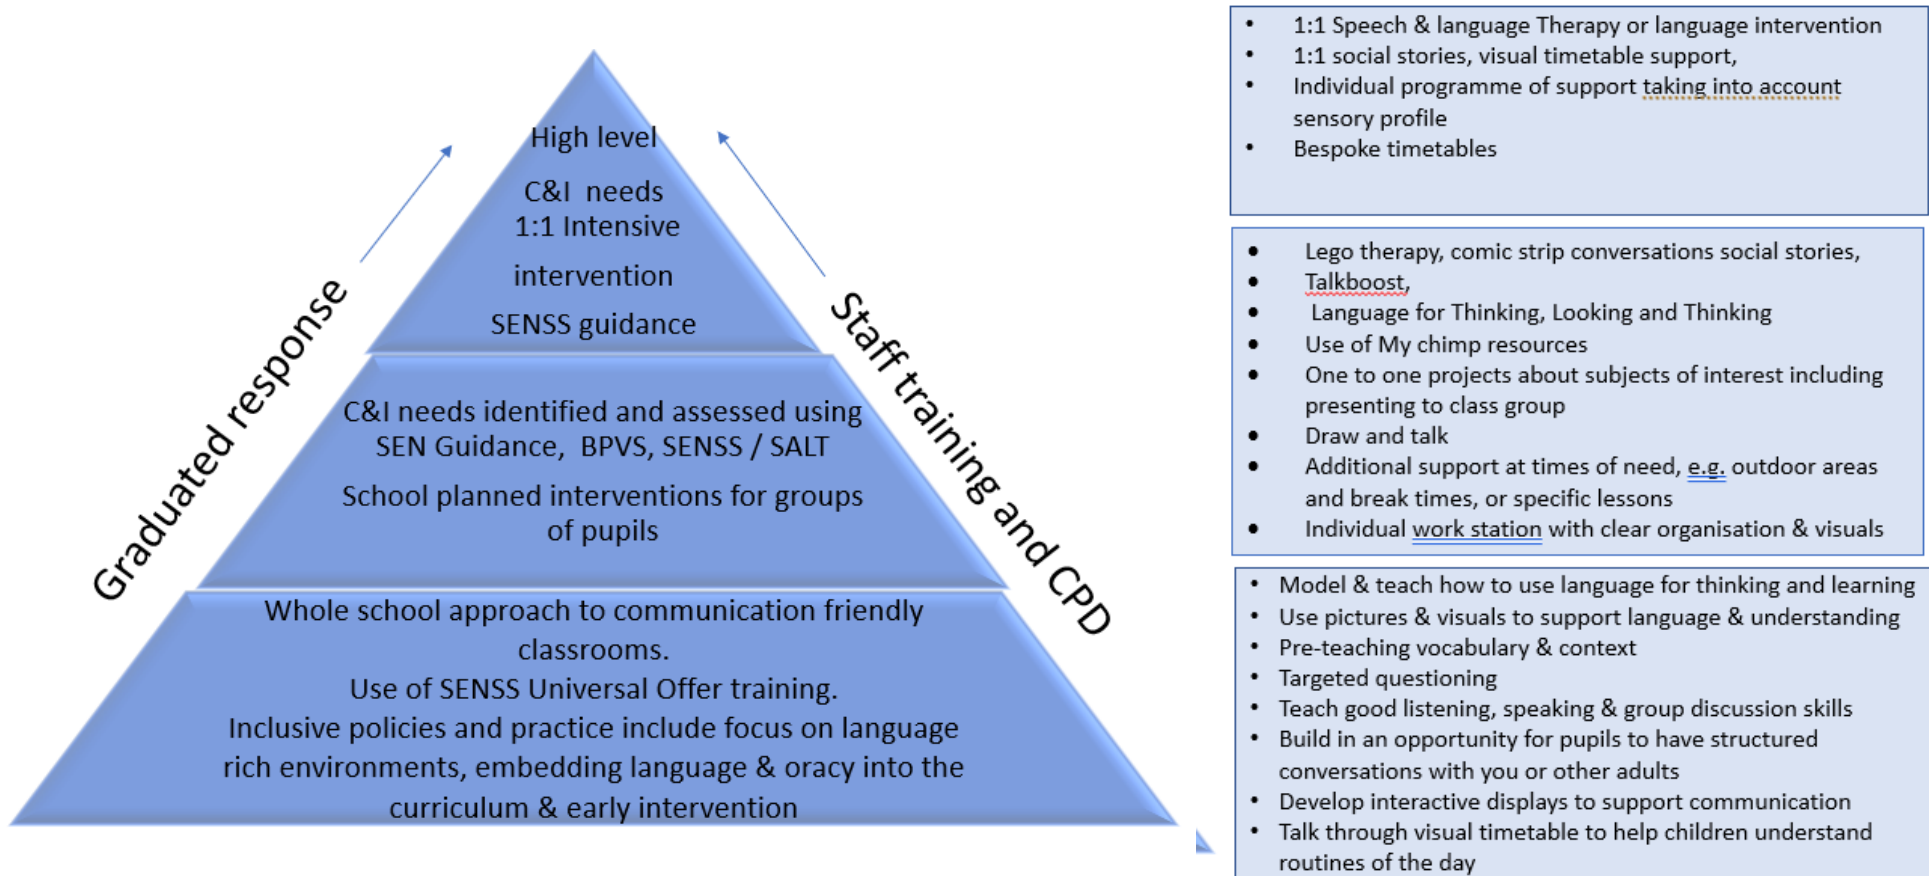 High level
C&I needs
1:1 Intensive
intervention
SENSS guidance
C&I needs identified and assessed using
SEN Guidance, BPVS, SENSS / SALT
School planned interventions for groups
of pupils
Whole school approach to communication friendly
classrooms.
Use of SENSS Universal Offer training.
Inclusive policies and practice include focus on language
rich environments, embedding language & oracy into the
curriculum & early intervention
Graduated response
Staff training and CPD
• 1:1 Speech & language Therapy or language intervention
• 1:1 social stories, visual timetable support,
• Individual programme of support taking into account
sensory profile
• Bespoke timetables
• Lego therapy, comic strip conversations social stories,
• Talkboost,
• Language for Thinking, Looking and Thinking
• Use of My chimp resources
• One to one projects about subjects of interest including
presenting to class group
• Draw and talk
• Additional support at times of need, e.g. outdoor areas
and break times, or specific lessons
• Individual work station with clear organisation & visuals
• Model & teach how to use language for thinking and learning
• Use pictures & visuals to support language & understanding
• Pre-teaching vocabulary & context
• Targeted questioning
• Teach good listening, speaking & group discussion skills
• Build in an opportunity for pupils to have structured
conversations with you or other adults
• Develop interactive displays to support communication
• Talk through visual timetable to help children understand
routines of the day